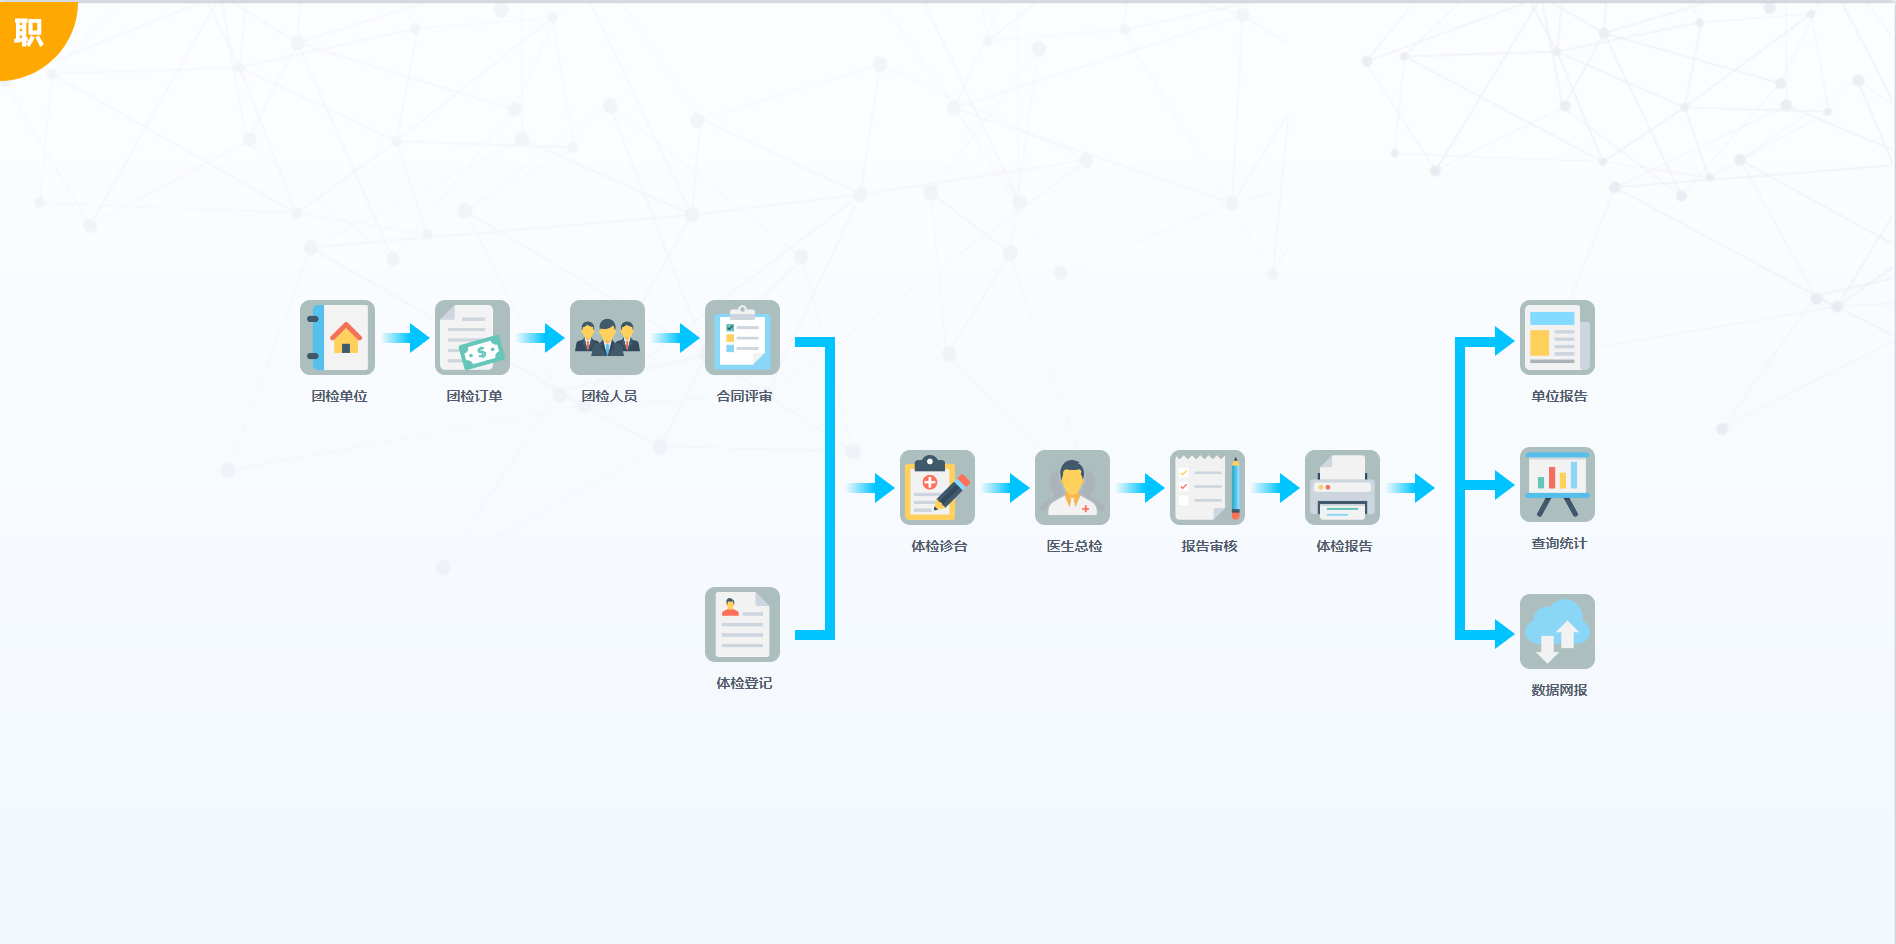 职
团检单位
团检订单
团检人员
合同评审
单位报告
体检诊台
医生总检
报告审核
体检报告
查询统计
体检登记
数据网报